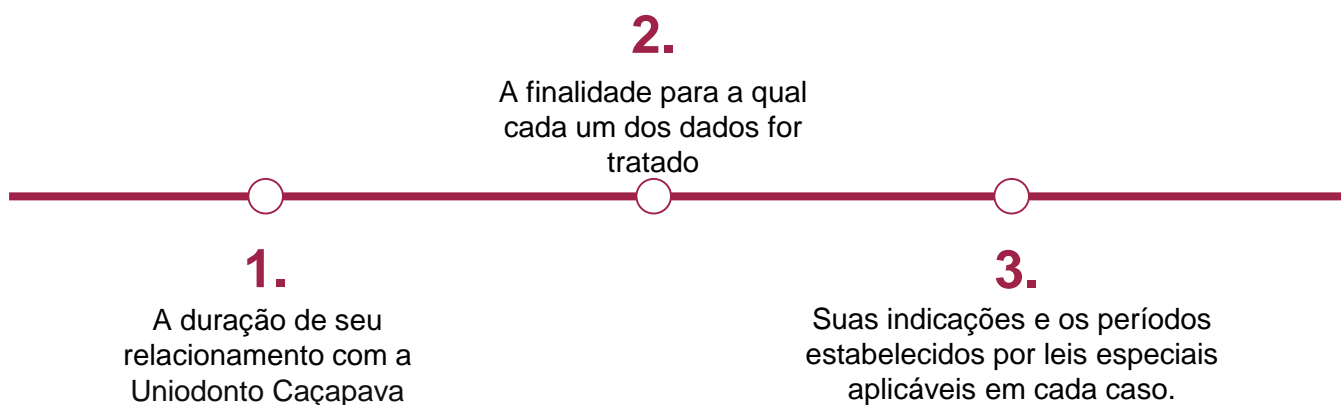 1.
A duração de seu
relacionamento com a
Uniodonto Caçapava
2.
A finalidade para a qual
cada um dos dados for
tratado
3.
Suas indicações e os períodos
estabelecidos por leis especiais
aplicáveis em cada caso.